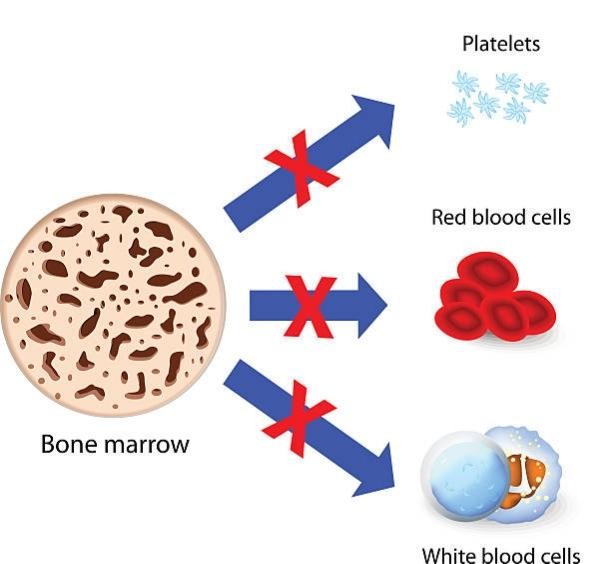 Platelets
Red blood cells
Bone marrow
White blood cells